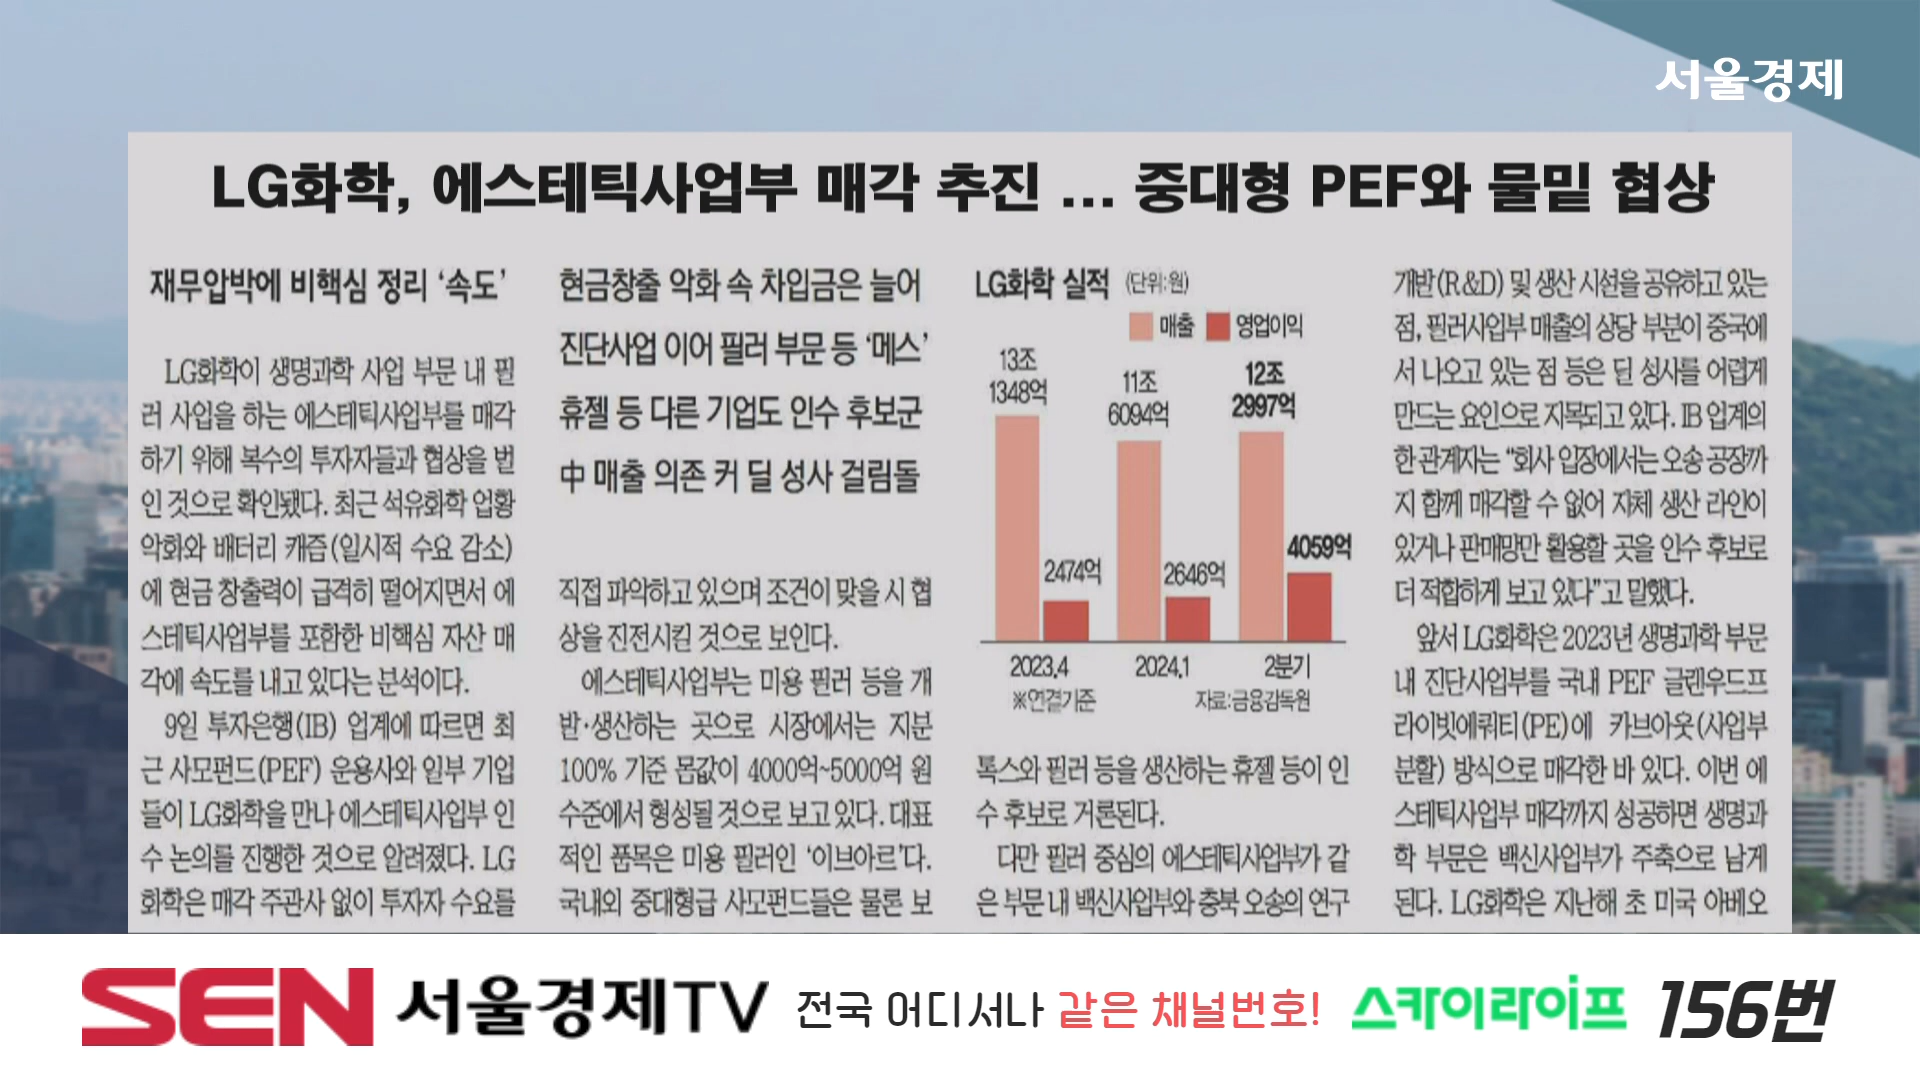 서울경제
LG화학, 에스테틱사업부 매각 추진 ... 중대형 PEF와 물밑 협상
재무압박에 비핵심 정리 ‘속도’
LG화학이 생명과학 사업 부문 내 필
러 사업을 하는 에스테틱사업부를 매각
하기 위해 복수의 투자자들과 협상을 벌
인 것으로 확인됐다. 최근 석유화학 업황
악화와 배터리 캐즘(일시적 수요 감소)
에 현금 창출력이 급격히 떨어지면서 에
스테틱사업부를 포함한 비핵심 자산 매
각에 속도를 내고 있다는 분석이다.
9일 투자은행(IB) 업계에 따르면 최
근 사모펀드(PEF) 운용사와 일부 기업
들이 LG화학을 만나 에스테틱사업부 인
수 논의를 진행한 것으로 알려졌다. LG
화학은 매각 주관사 없이 투자자 수요를
현금창출 악화 속 차입금은 늘어
진단사업 이어 필러 부문 등 ‘메스’
휴젤 등 다른 기업도 인수 후보군
中 매출 의존 커 딜 성사 걸림돌
직접 파악하고 있으며 조건이 맞을 시 협
상을 진전시킬 것으로 보인다.
에스테틱사업부는 미용 필러 등을 개
발·생산하는 곳으로 시장에서는 지분
100% 기준 몸값이 4000억~5000억 원
수준에서 형성될 것으로 보고 있다. 대표
적인 품목은 미용 필러인 ‘이브아르’다.
국내외 중대형급 사모펀드들은 물론 보
LG화학 실적 (단위:원)
매출 영업이익
13조
1348억
11조
6094억
12조
2997억
2474억
2646억
4059억
2023.4 2024.1 2분기
※연결기준 자료:금융감독원
톡스와 필러 등을 생산하는 휴젤 등이 인
수 후보로 거론된다.
다만 필러 중심의 에스테틱사업부가 같
은 부문 내 백신사업부와 충북 오송의 연구
개발(R&D) 및 생산 시설을 공유하고 있는
점, 필러사업부 매출의 상당 부분이 중국에
서 나오고 있는 점 등은 딜 성사를 어렵게
만드는 요인으로 지목되고 있다. IB 업계의
한 관계자는 “회사 입장에서는 오송 공장까
지 함께 매각할 수 없어 자체 생산 라인이
있거나 판매망만 활용할 곳을 인수 후보로
더 적합하게 보고 있다”고 말했다.
앞서 LG화학은 2023년 생명과학 부문
내 진단사업부를 국내 PEF 글랜우드프
라이빗에쿼티(PE)에 카브아웃(사업부
분할) 방식으로 매각한 바 있다. 이번 에
스테틱사업부 매각까지 성공하면 생명과
학 부문은 백신사업부가 주축으로 남게
된다. LG화학은 지난해 초 미국 아베오
SEN 서울경제TV 전국 어디서나 같은 채널번호! 스카이라이프 156번